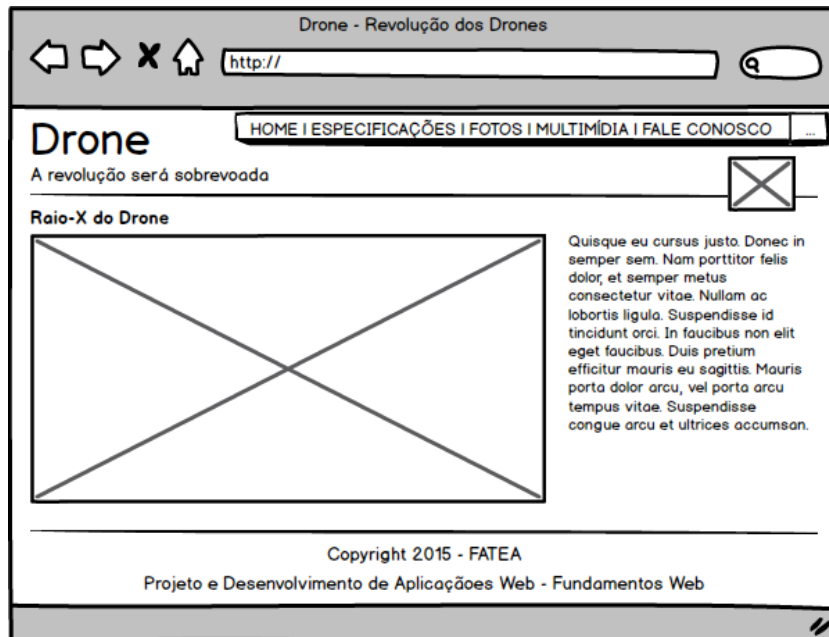 Drone - Revolução dos Drones
http://
HOME | ESPECIFICAÇÕES | FOTOS | MULTIMÍDIA | FALE CONOSCO ...
Drone
A revolução será sobrevoada
Raio-X do Drone
Quisque eu cursus justo. Donec in
semper sem. Nam porttitor felis
dolor, et semper metus
consectetur vitae. Nullam ac
lobortis ligula. Suspendisse id
tincidunt orci. In faucibus non elit
eget faucibus. Duis pretium
efficitur mauris eu sagittis. Mauris
porta dolor arcu, vel porta arcu
tempus vitae. Suspendisse
congue arcu et ultrices accumsan.
Copyright 2015 - FATEA
Projeto e Desenvolvimento de Aplicaçãoes Web - Fundamentos Web